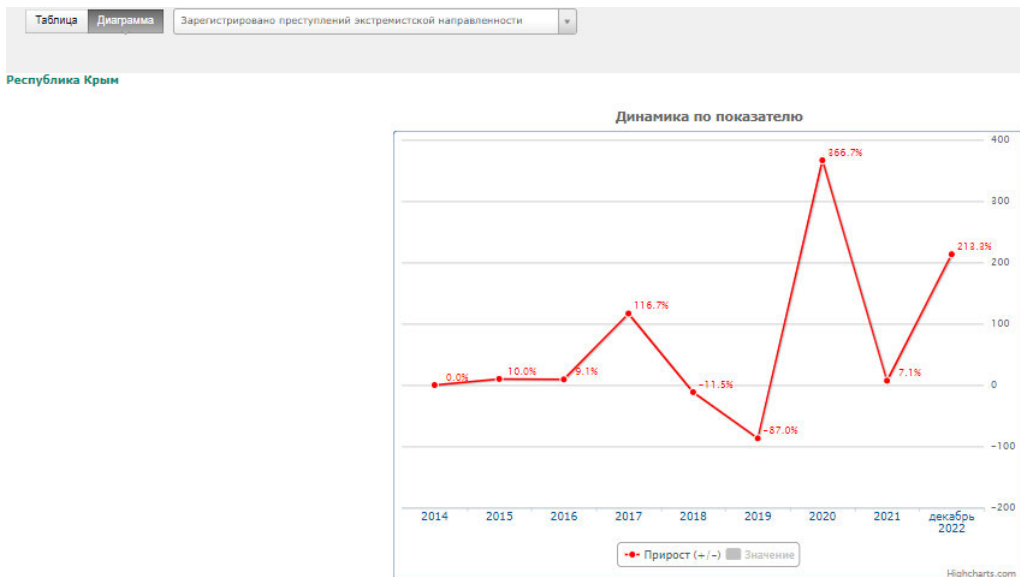 Таблица Диаграмма Зарегистрировано преступлений экстремистской направленности
Республика Крым
Динамика по показателю
400
366.7%
300
213.3%
200
116.7%
100
0.0% 10.0% 9.1% -11.5% 7.1%
0
-87.0%
-100
-200
2014 2015 2016 2017 2018 2019 2020 2021 декабрь
2022
Прирост (+/-) Значение
Highcharts.com